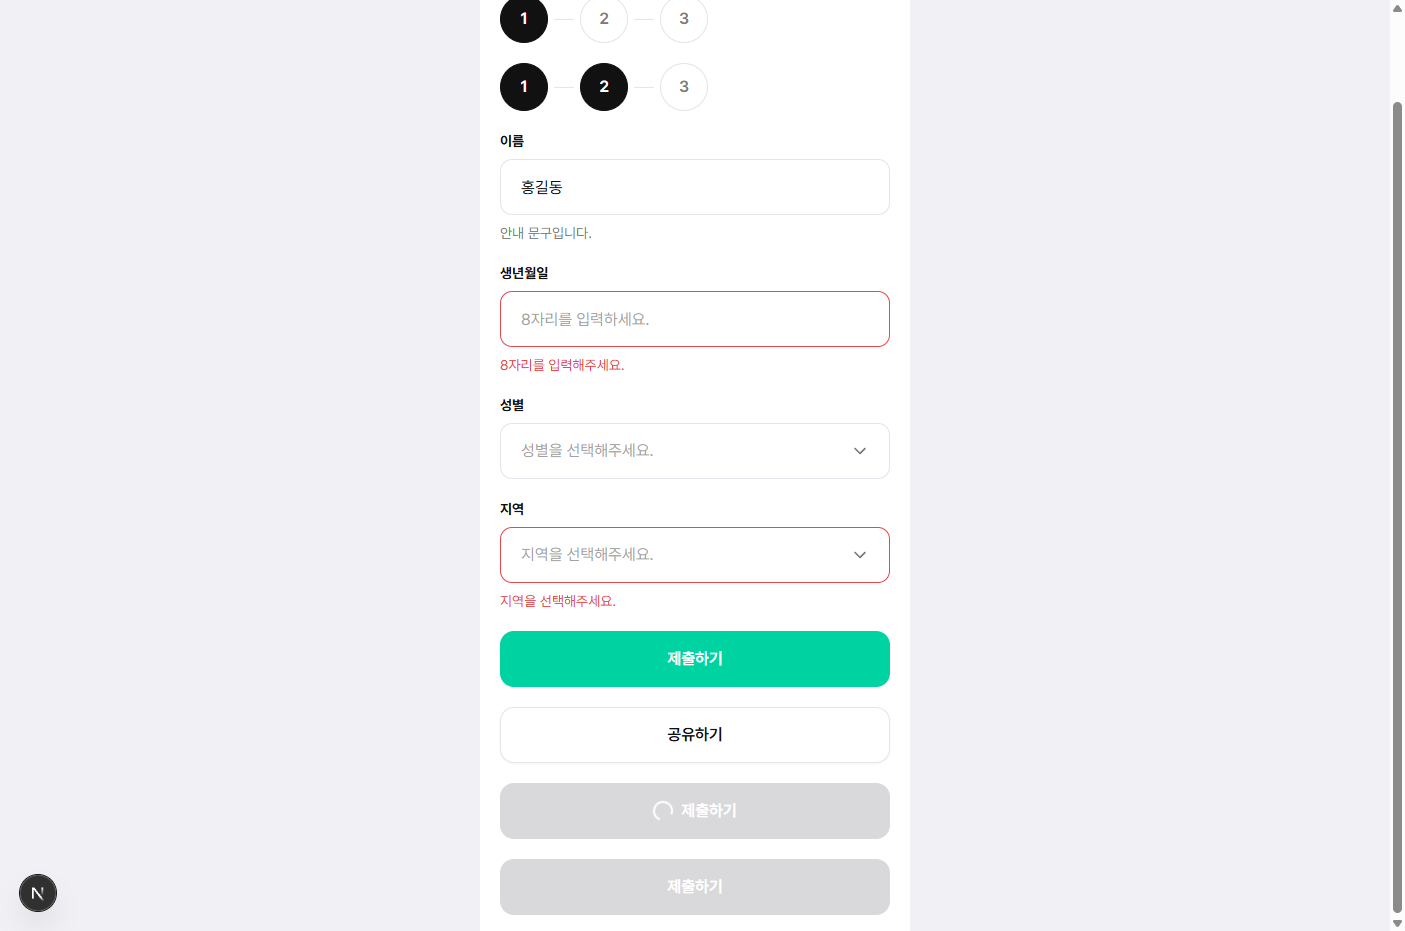 1 2 3
1 2 3
이름
홍길동
안내 문구입니다.
생년월일
8자리를 입력하세요.
8자리를 입력해주세요.
성별
성별을 선택해주세요.
지역
지역을 선택해주세요.
지역을 선택해주세요.
제출하기
공유하기
제출하기
제출하기
N